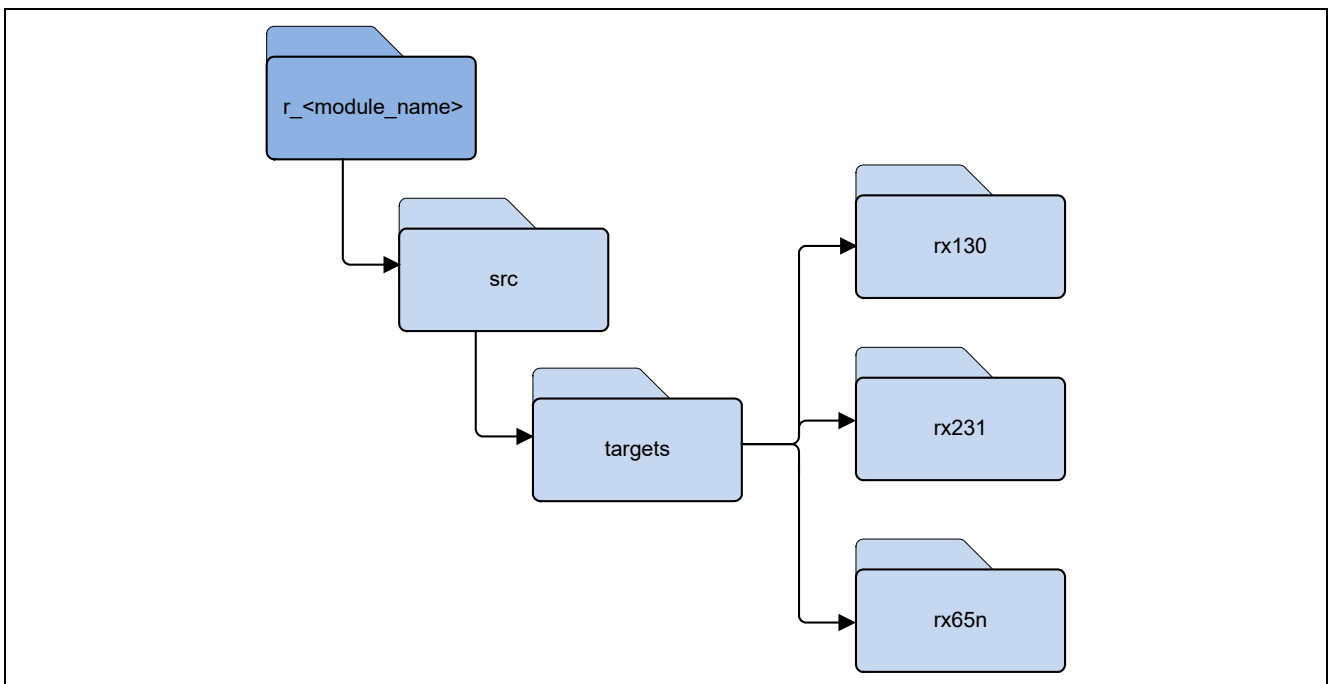 r_<module_name>
src
targets
rx130
rx231
rx65n